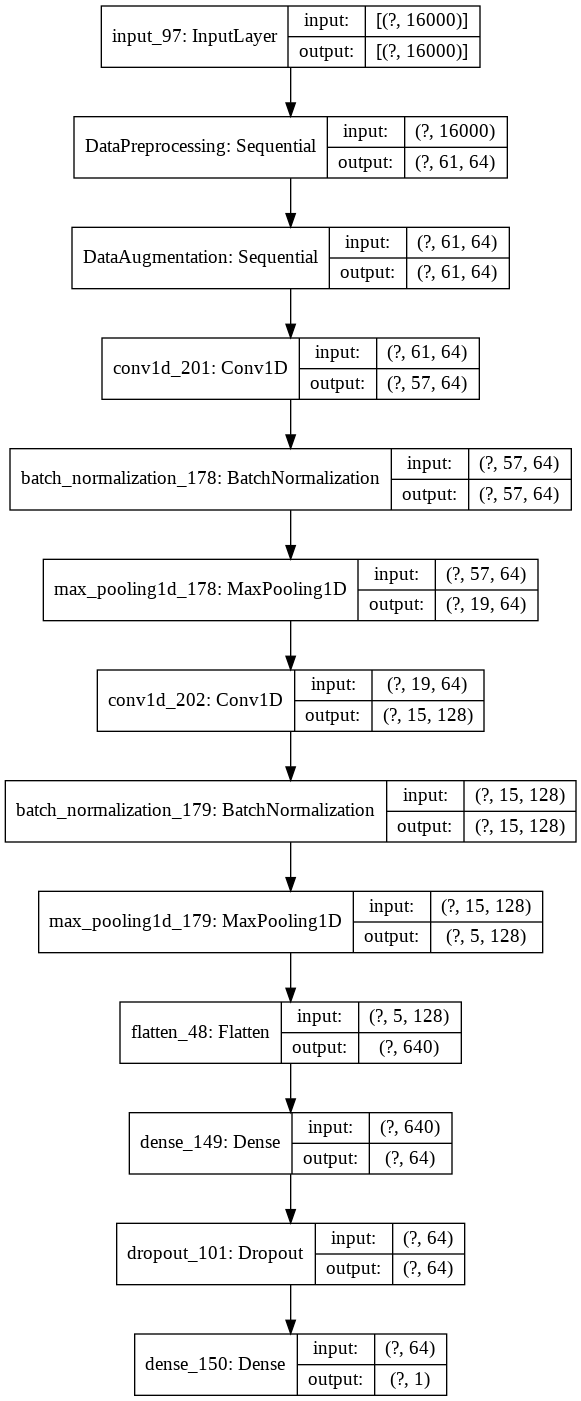 input_97: InputLayer
input:
[(?, 16000)]
output:
[(?, 16000)]
DataPreprocessing: Sequential
input:
(?, 16000)
output:
(?, 61, 64)
DataAugmentation: Sequential
input:
(?, 61, 64)
output:
(?, 61, 64)
conv1d_201: Conv1D
input:
(?, 61, 64)
output:
(?, 57, 64)
batch_normalization_178: BatchNormalization
input:
(?, 57, 64)
output:
(?, 57, 64)
max_pooling1d_178: MaxPooling1D
input:
(?, 57, 64)
output:
(?, 19, 64)
conv1d_202: Conv1D
input:
(?, 19, 64)
output:
(?, 15, 128)
batch_normalization_179: BatchNormalization
input:
(?, 15, 128)
output:
(?, 15, 128)
max_pooling1d_179: MaxPooling1D
input:
(?, 15, 128)
output:
(?, 5, 128)
flatten_48: Flatten
input:
(?, 5, 128)
output:
(?, 640)
dense_149: Dense
input:
(?, 640)
output:
(?, 64)
dropout_101: Dropout
input:
(?, 64)
output:
(?, 64)
dense_150: Dense
input:
(?, 64)
output:
(?, 1)